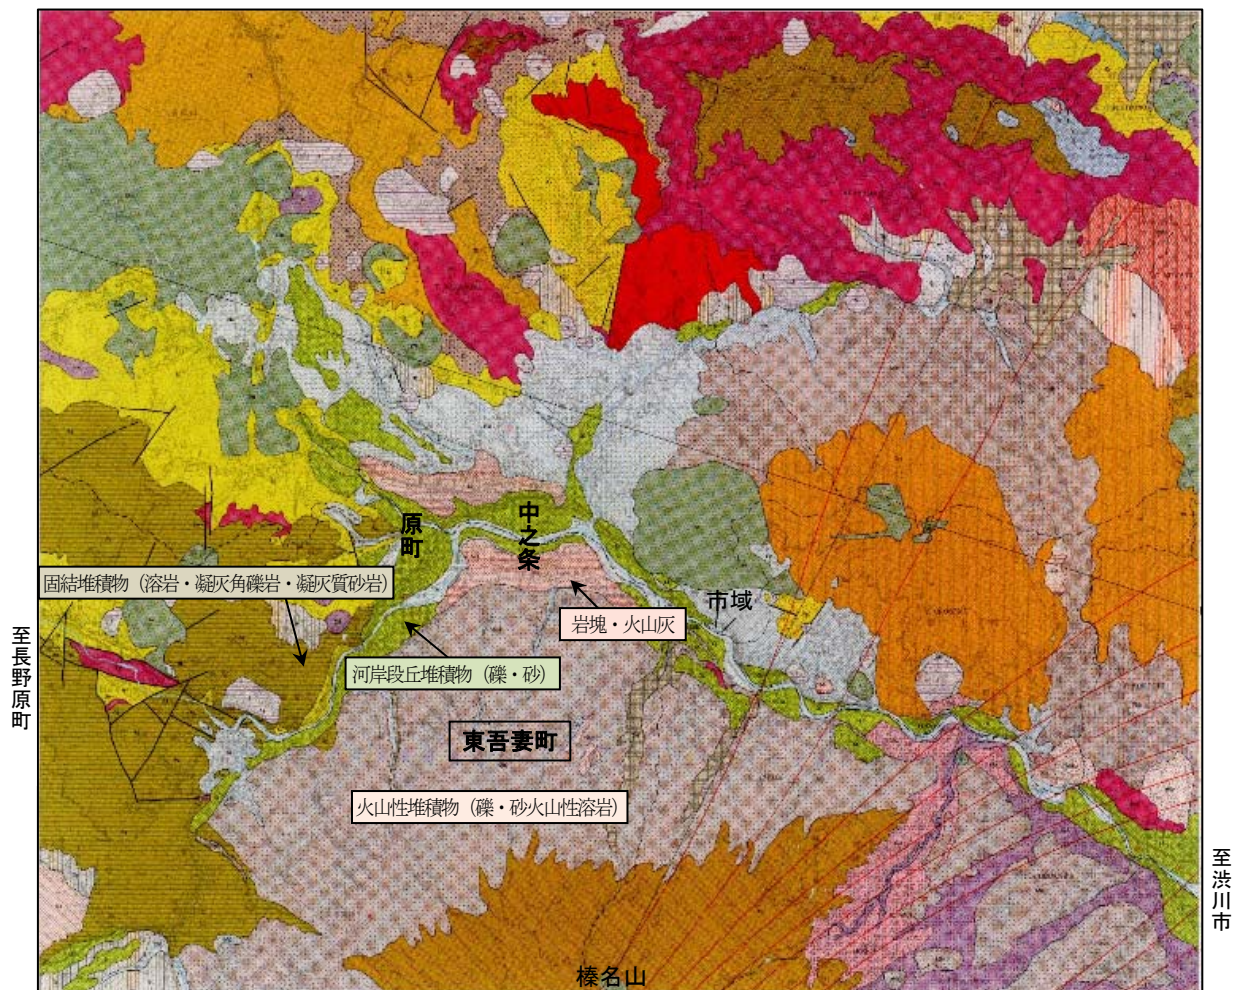 原町
中之条
固結堆積物（溶岩・凝灰角礫岩・凝灰質砂岩）
市域
岩塊・火山灰
至長野原町
河岸段丘堆積物（礫・砂）
東吾妻町
火山性堆積物（礫・砂火山性溶岩）
至渋川市
榛名山